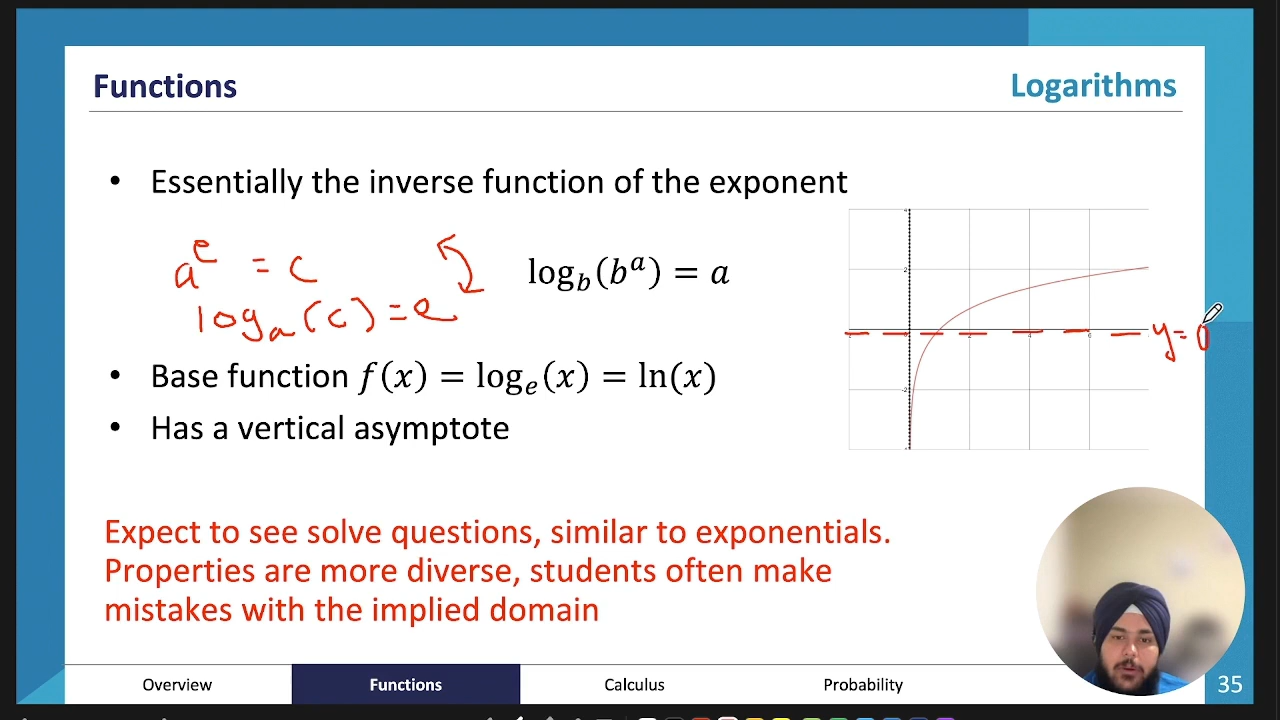 Functions
Logarithms
• Essentially the inverse function of the exponent
a^e = c
log_a(c) = e
log_b(b^a) = a
y=0
• Base function f(x) = log_e(x) = ln(x)
• Has a vertical asymptote
Expect to see solve questions, similar to exponentials.
Properties are more diverse, students often make
mistakes with the implied domain
Overview
Functions
Calculus
Probability
35